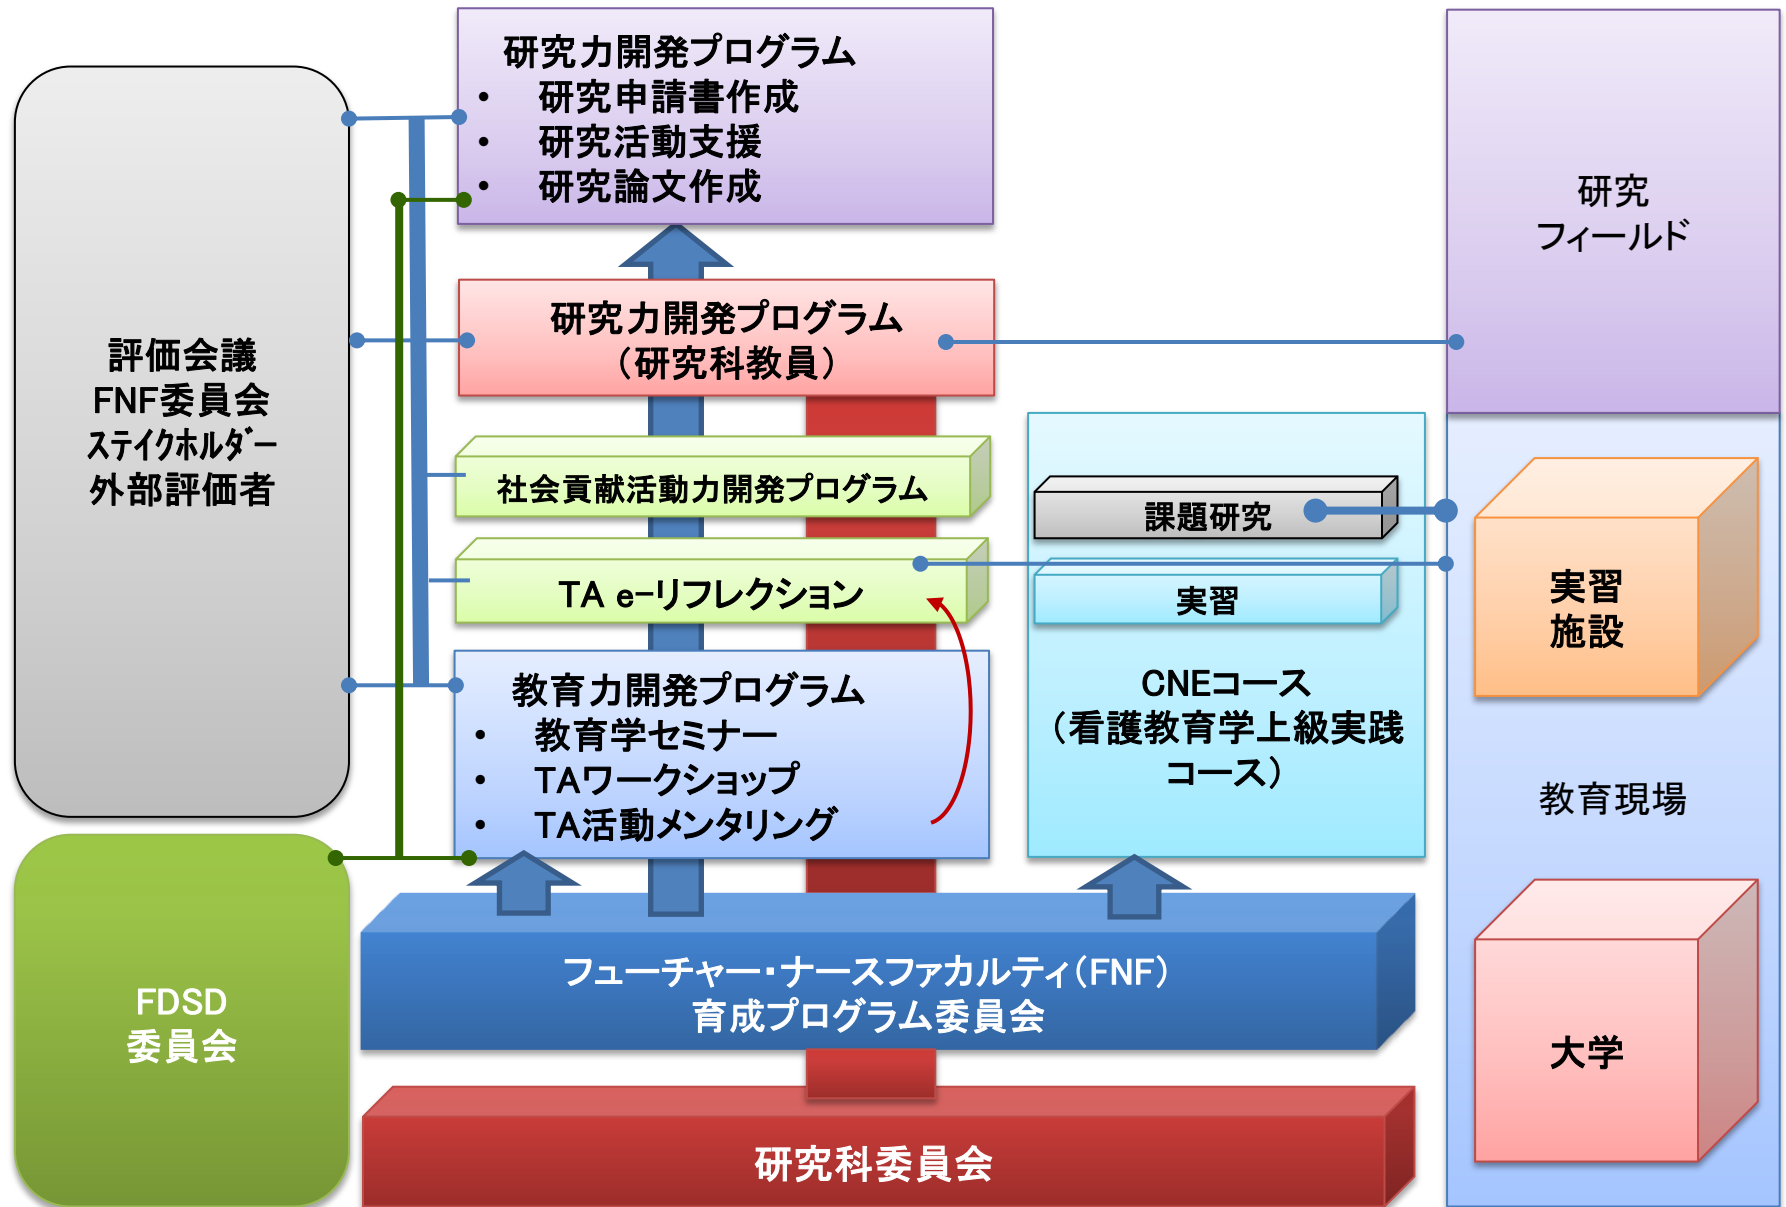 研究力開発プログラム
• 研究申請書作成
• 研究活動支援
• 研究論文作成
研究力開発プログラム
（研究科教員）
社会貢献活動力開発プログラム
TA e-リフレクション
教育力開発プログラム
• 教育学セミナー
• TAワークショップ
• TA活動メンタリング
評価会議
FNF委員会
ステイクホルダー
外部評価者
FDSD
委員会
課題研究
実習
CNEコース
（看護教育学上級実践
コース）
研究
フィールド
実習
施設
教育現場
大学
フューチャー・ナースファカルティ（FNF）
育成プログラム委員会
研究科委員会